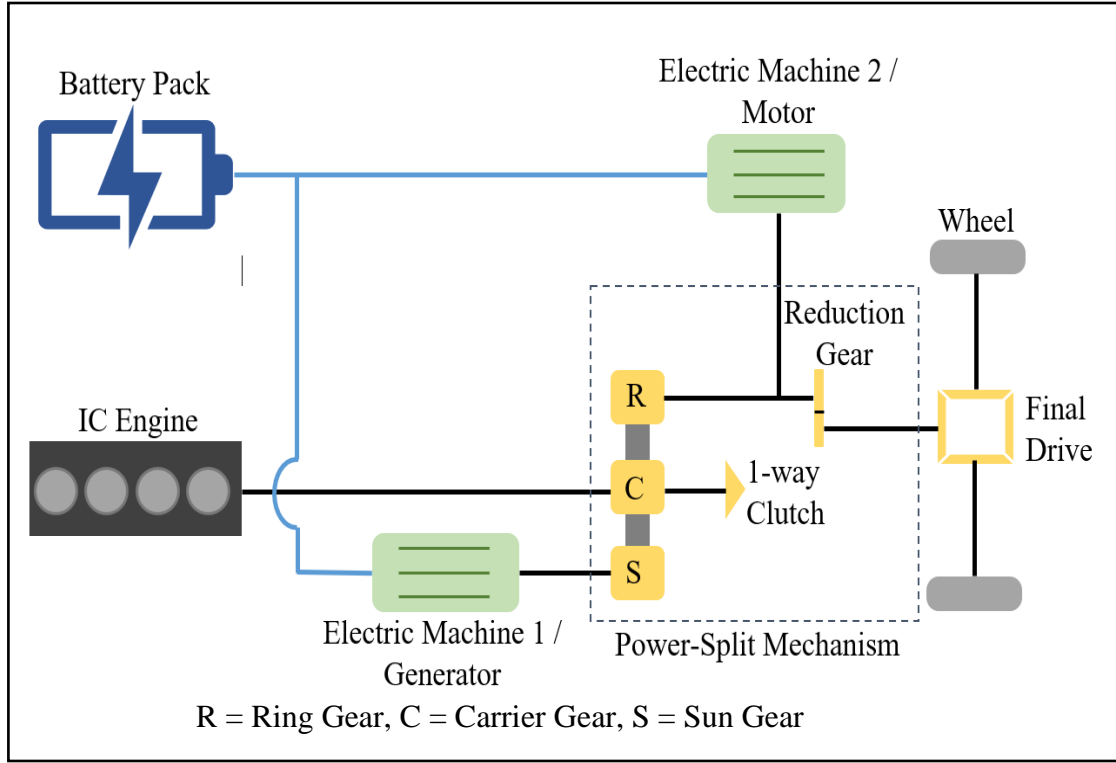 Battery Pack
Electric Machine 2 /
Motor
Wheel
Reduction
Gear
R
IC Engine
Final
Drive
C
1-way
Clutch
S
Electric Machine 1 /
Generator
Power-Split Mechanism
R = Ring Gear, C = Carrier Gear, S = Sun Gear